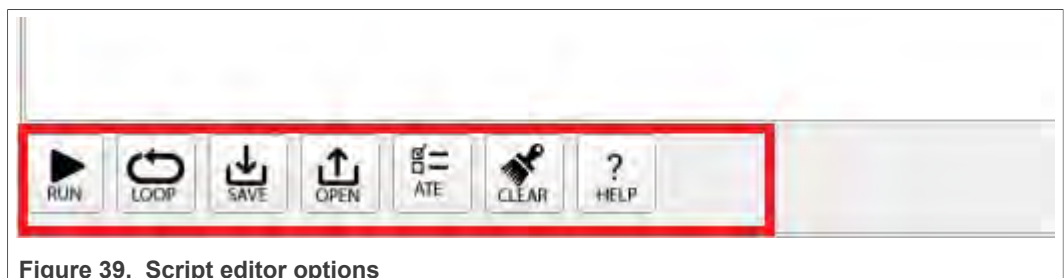 RUN
LOOP
SAVE
OPEN
ATE
CLEAR
?
HELP
Figure 39. Script editor options